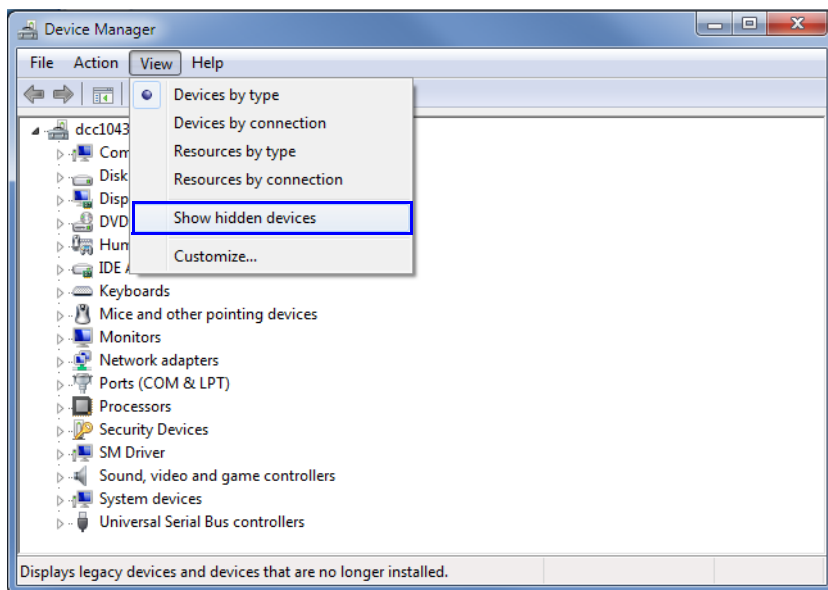 Device Manager
File Action View Help
Devices by type
Devices by connection
Resources by type
Resources by connection
Show hidden devices
Customize...
dcc1043
Com
Disk
Disp
DVD
Hum
IDE
Keyboards
Mice and other pointing devices
Monitors
Network adapters
Ports (COM & LPT)
Processors
Security Devices
SM Driver
Sound, video and game controllers
System devices
Universal Serial Bus controllers
Displays legacy devices and devices that are no longer installed.